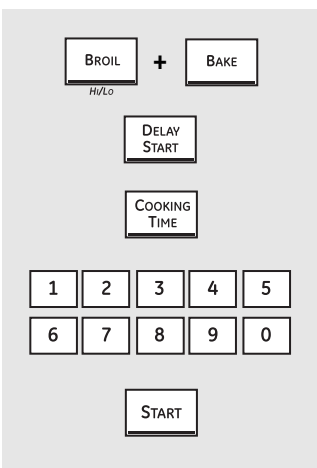 BROIL + BAKE
HI/LO
DELAY
START
COOKING
TIME
1 2 3 4 5
6 7 8 9 0
START